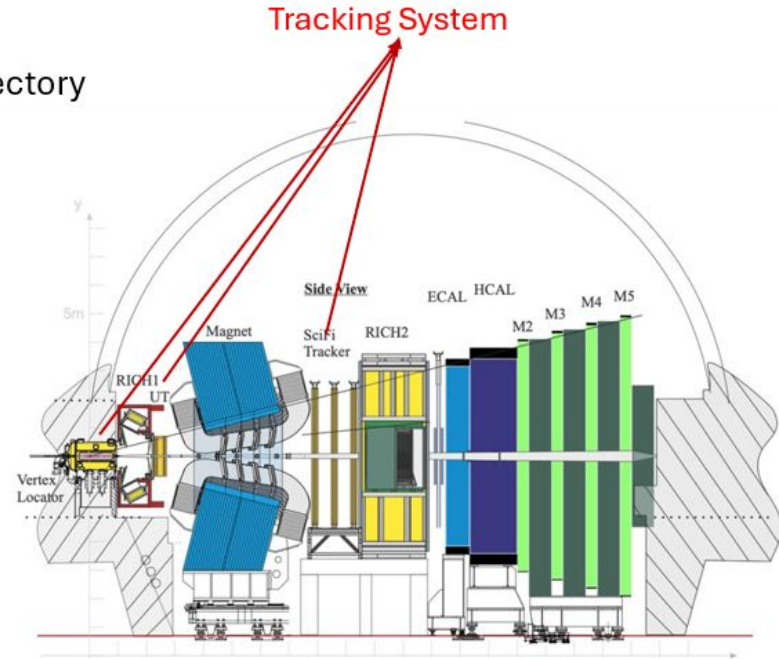 Tracking System
ectory
y
5m
Side View
ECAL
HCAL
M2
M3
M4
M5
Magnet
SciFi
Tracker
RICH2
RICH1
UT
Vertex
Locator